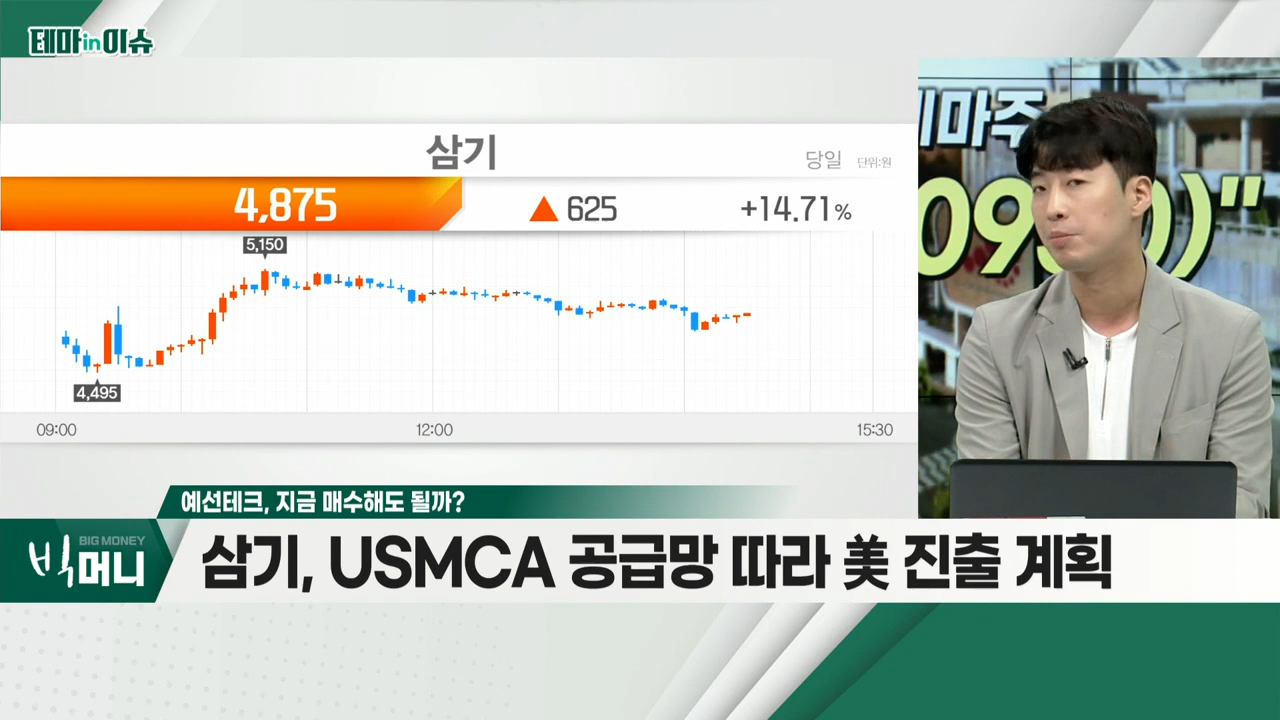 테마in이슈
삼기
당일 단위:원
4,875 ▲ 625 +14.71%
5,150
4,495
09:00 12:00 15:30
예선테크, 지금 매수해도 될까?
BIG MONEY
빅머니
삼기, USMCA 공급망 따라 美 진출 계획